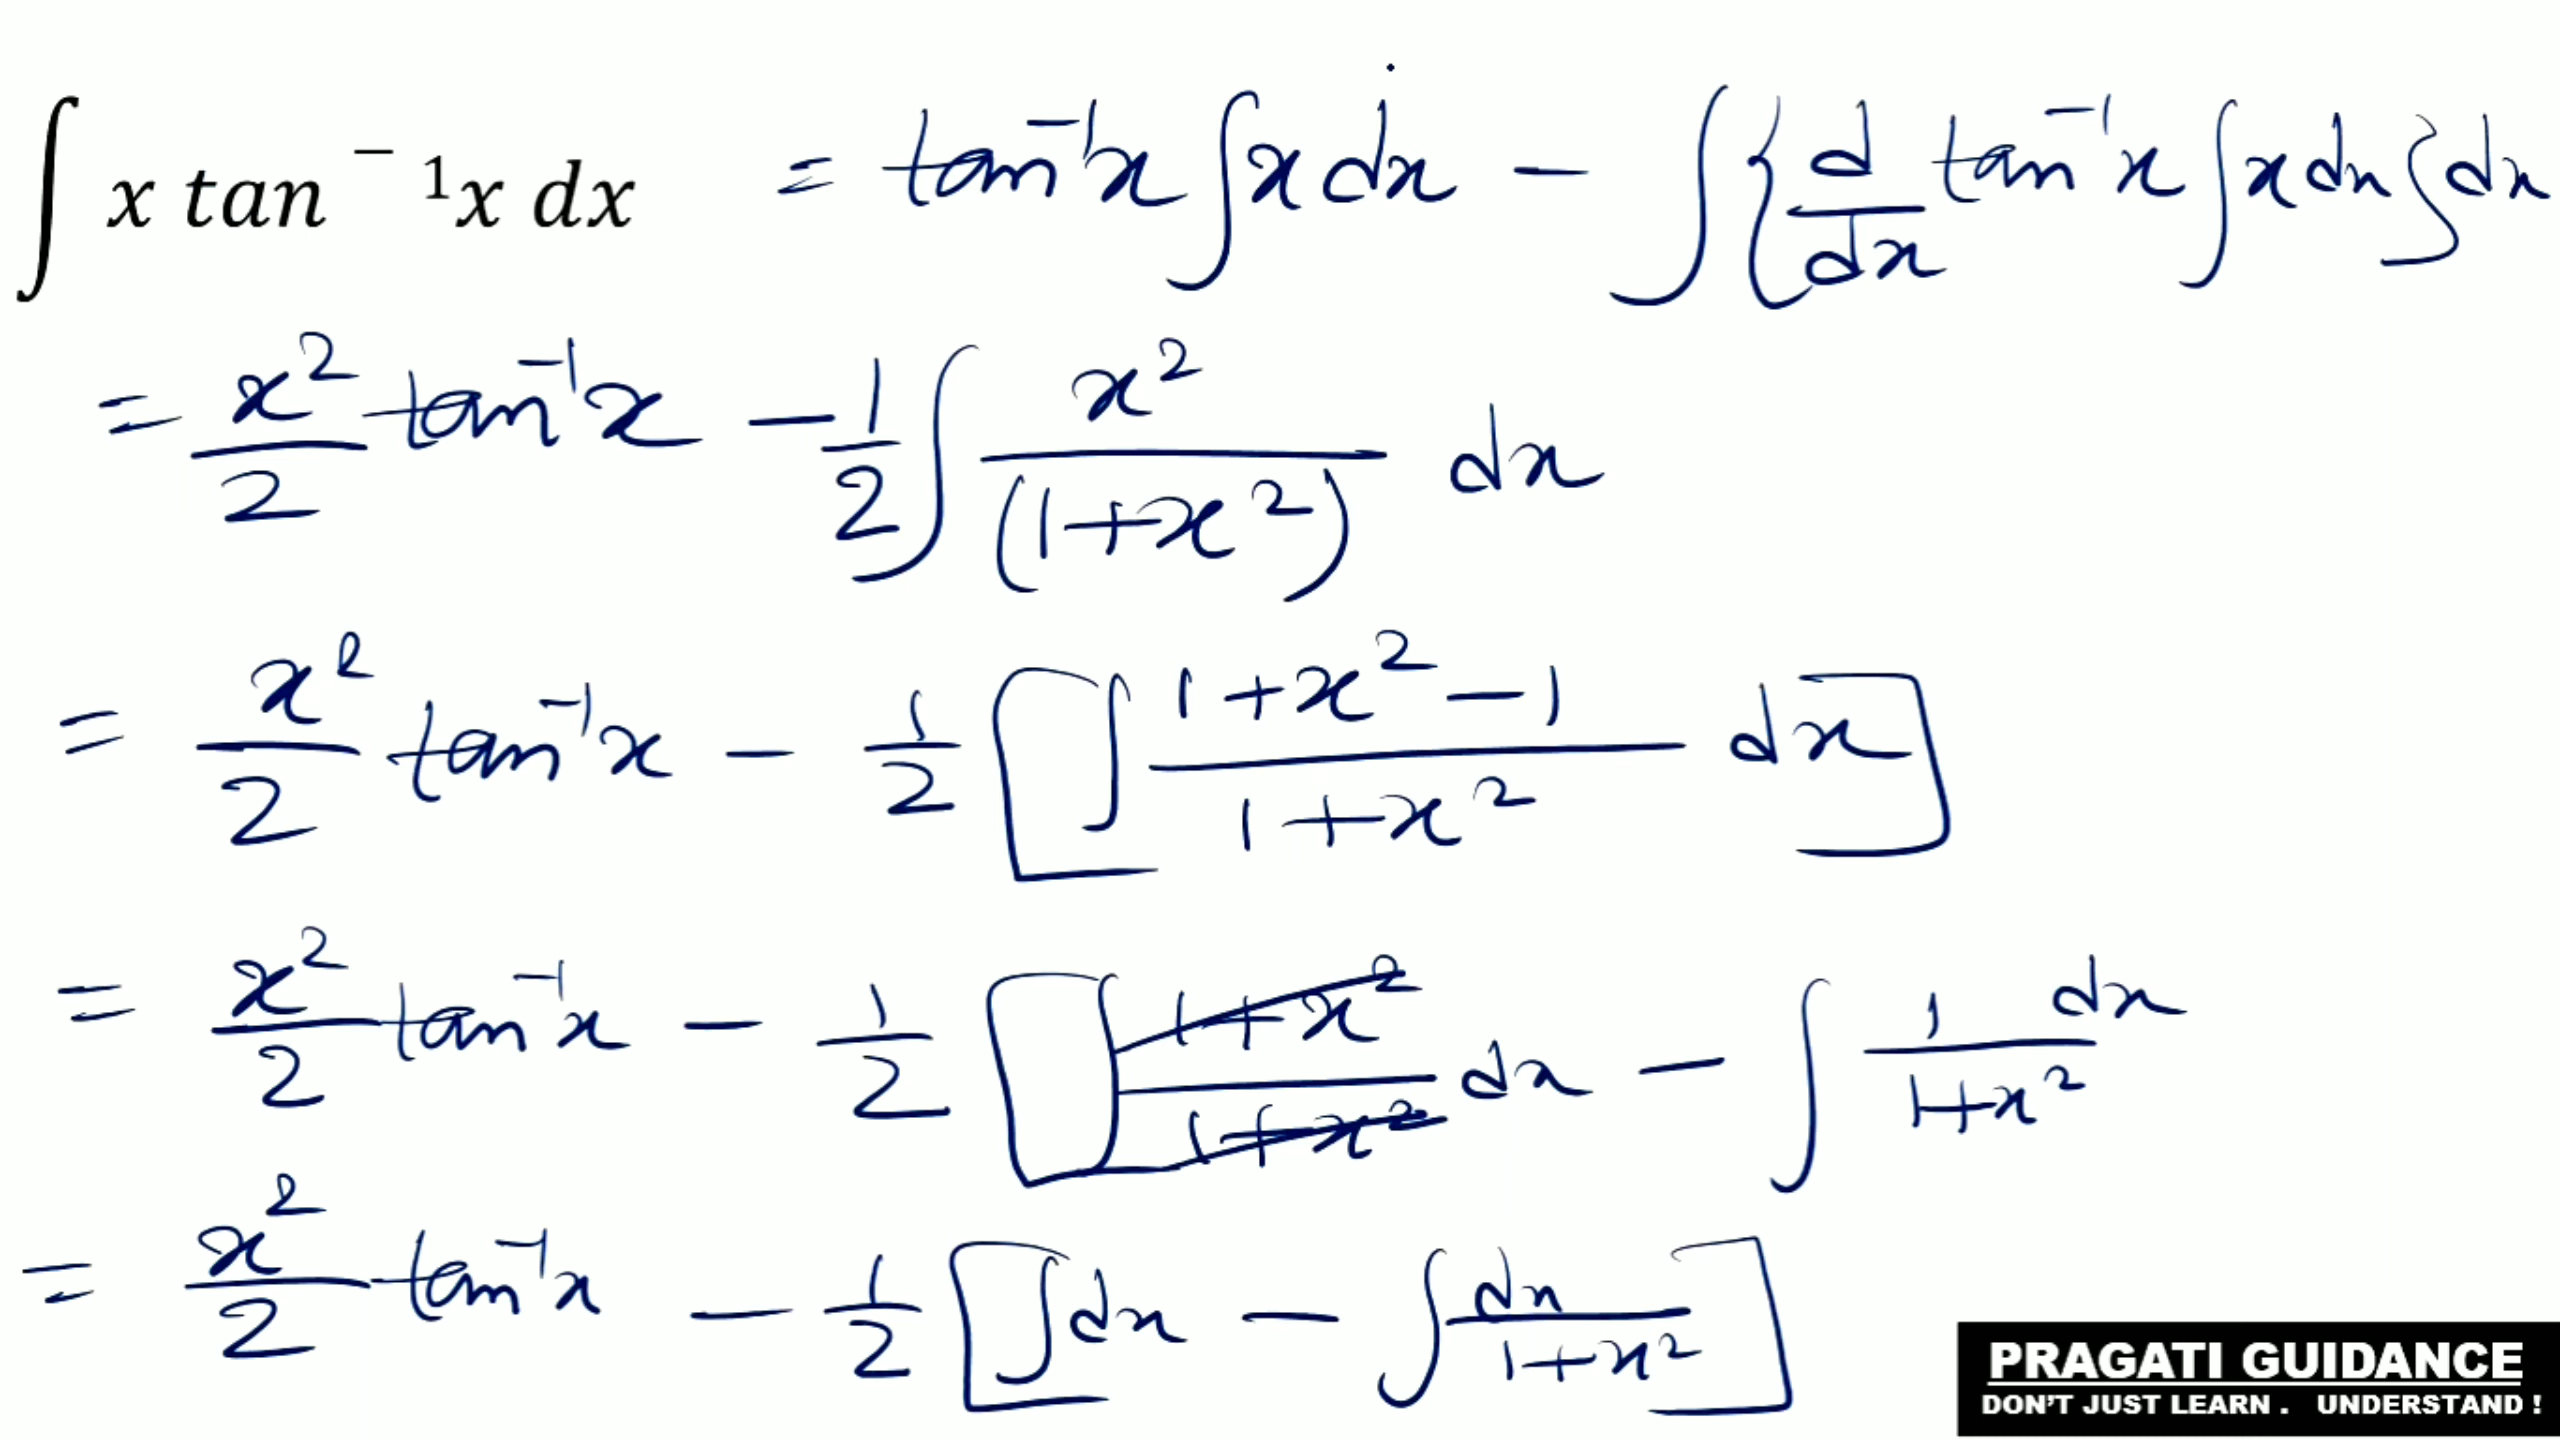 ∫ x tan⁻¹x dx = tan⁻¹x ∫x dx − ∫{d/dx tan⁻¹x ∫x dx} dx
= x²/2 tan⁻¹x − 1/2 ∫ x²/(1+x²) dx
= x²/2 tan⁻¹x − 1/2 [∫ 1+x²−1/1+x² dx]
= x²/2 tan⁻¹x − 1/2 [∫ 1+x²/1+x² dx − ∫ 1/1+x² dx
= x²/2 tan⁻¹x − 1/2 [∫dx − ∫ dx/1+x²]
PRAGATI GUIDANCE
DON'T JUST LEARN. UNDERSTAND !